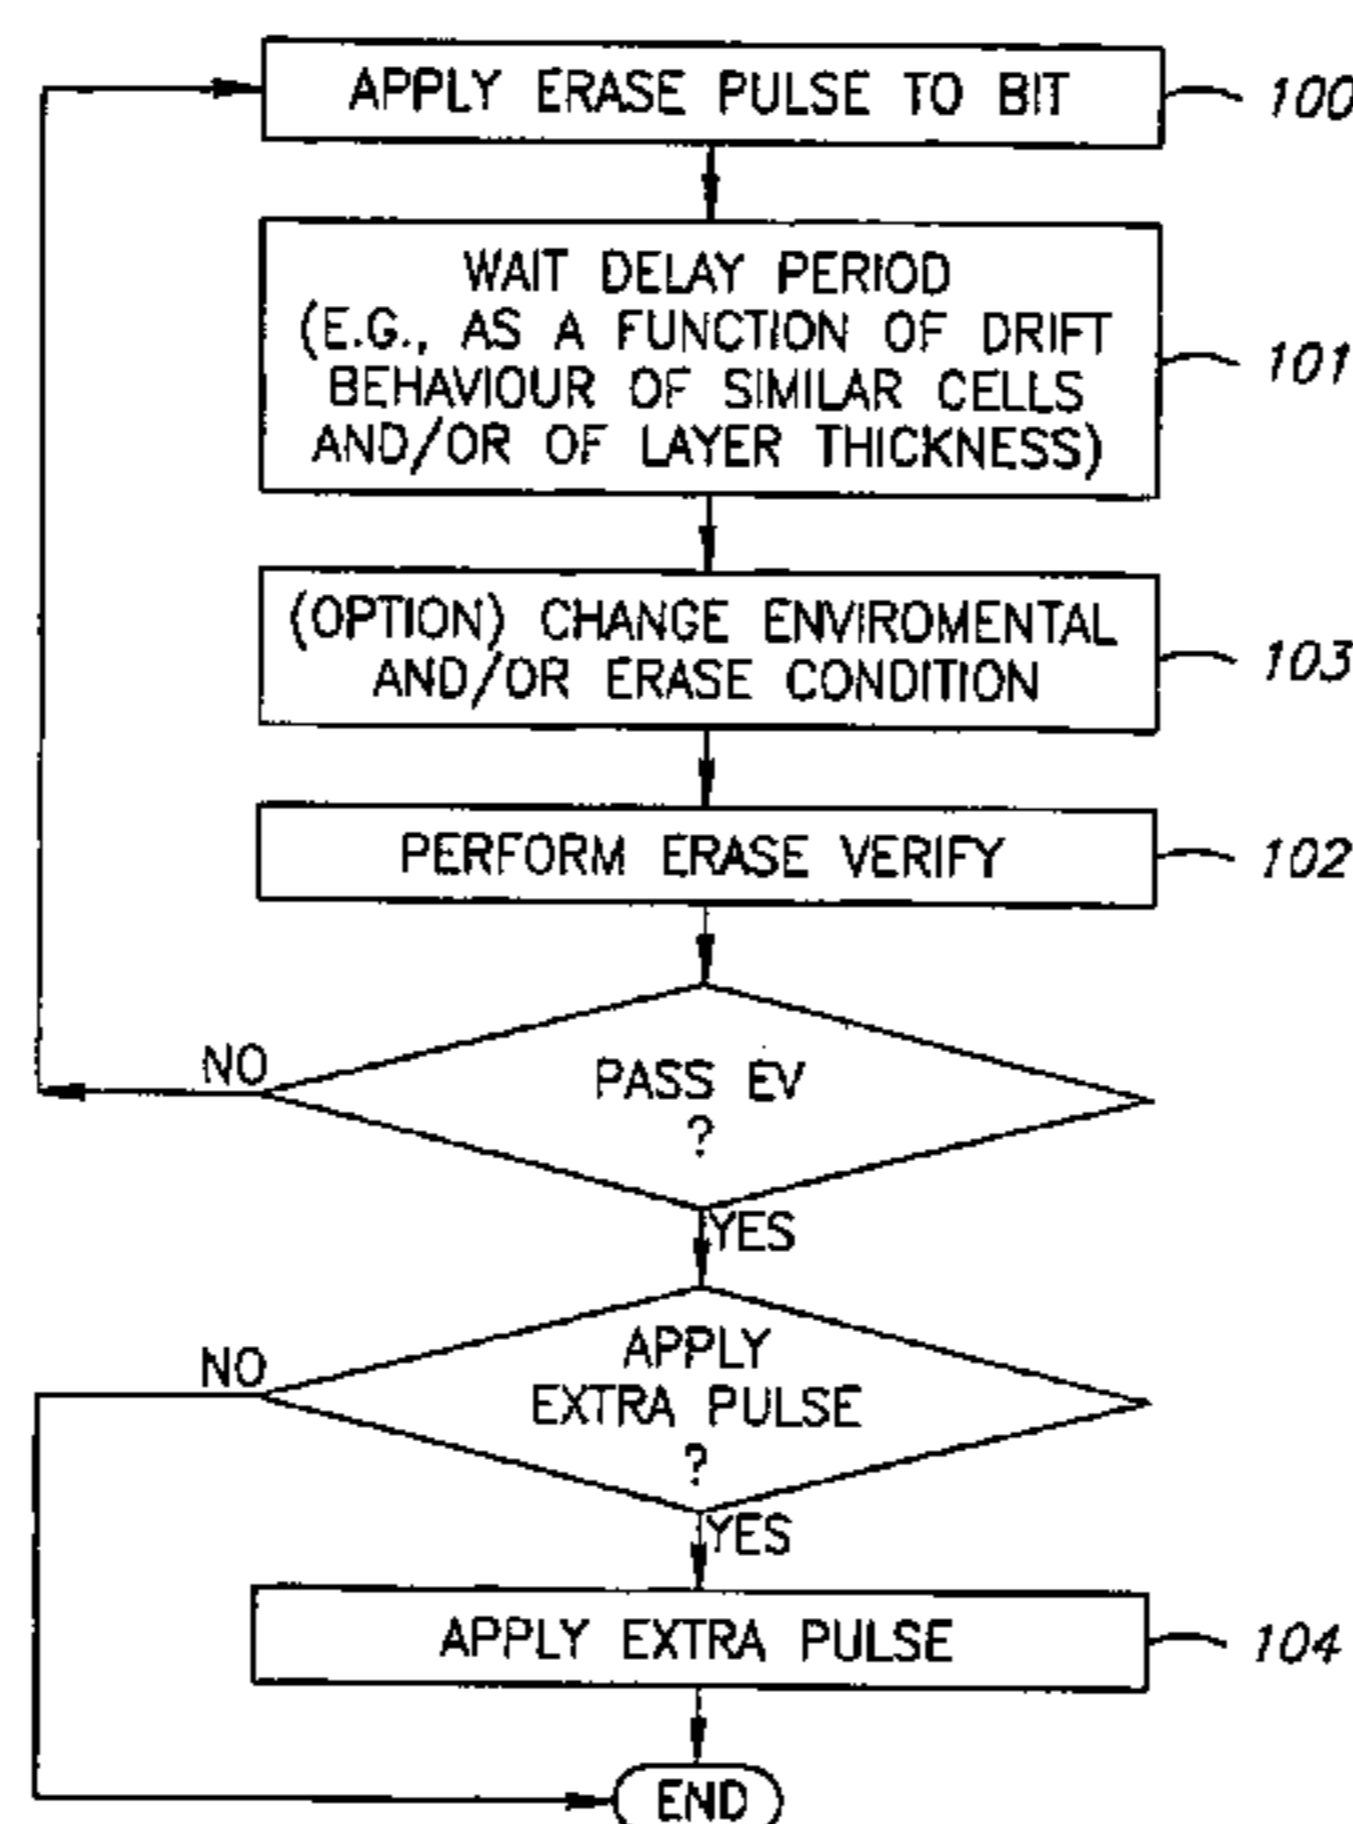 APPLY ERASE PULSE TO BIT
100
WAIT DELAY PERIOD
(E.G., AS A FUNCTION OF DRIFT
BEHAVIOUR OF SIMILAR CELLS
AND/OR OF LAYER THICKNESS)
101
(OPTION) CHANGE ENVIROMENTAL
AND/OR ERASE CONDITION
103
PERFORM ERASE VERIFY
102
NO
PASS EV
?
YES
NO
APPLY
EXTRA PULSE
?
YES
APPLY EXTRA PULSE
104
END